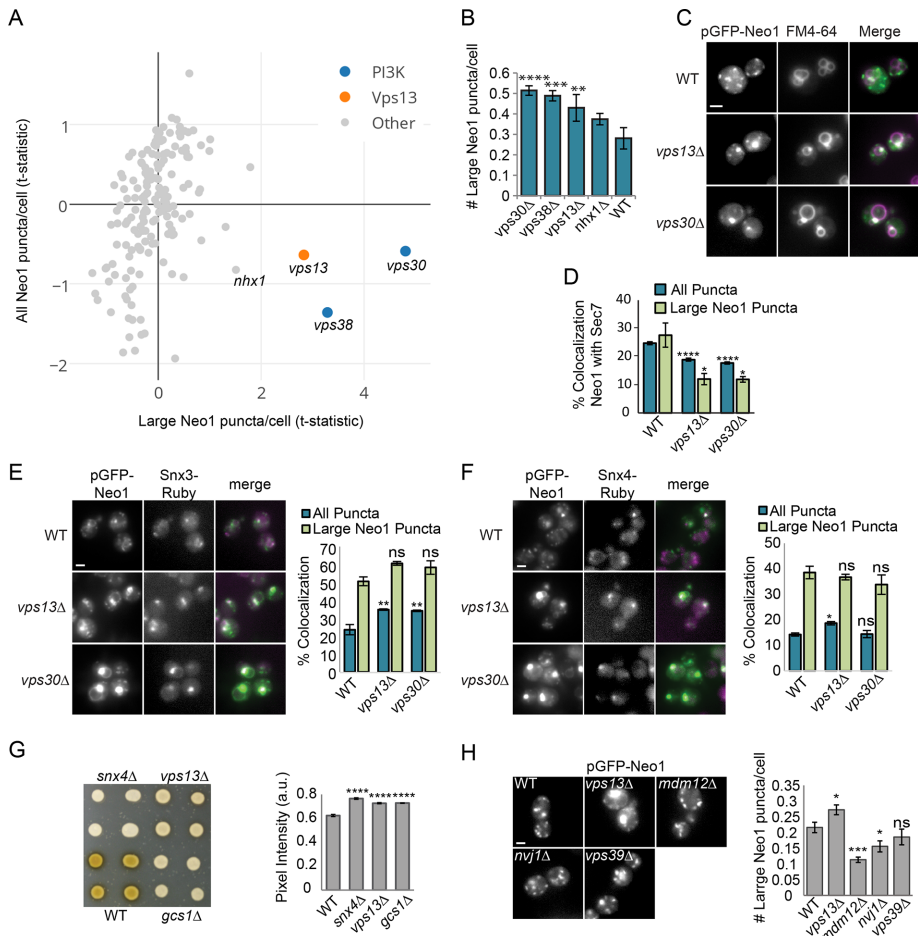 A
All Neo1 puncta/cell (t-statistic)
1
0
−1
−2
0
2
4
Large Neo1 puncta/cell (t-statistic)
PI3K
Vps13
Other
nhx1
vps13
vps30
vps38
B
# Large Neo1 puncta/cell
0.6
0.5
0.4
0.3
0.2
0.1
0
**** *** **
vps30Δ
vps38Δ
vps13Δ
nhx1Δ
WT
C
pGFP-Neo1 FM4-64 Merge
WT
vps13Δ
vps30Δ
D
All Puncta
Large Neo1 Puncta
% Colocalization
Neo1 with Sec7
40
30
20
10
0
**** * **** *
WT
vps13Δ
vps30Δ
E
pGFP-
Neo1
Snx3-
Ruby
merge
WT
vps13Δ
vps30Δ
All Puncta
Large Neo1 Puncta
% Colocalization
70
60
50
40
30
20
10
0
** ns ** ns
WT
vps13Δ
vps30Δ
F
pGFP-
Neo1
Snx4-
Ruby
merge
WT
vps13Δ
vps30Δ
All Puncta
Large Neo1 Puncta
% Colocalization
50
40
30
20
10
0
* ns ns ns
WT
vps13Δ
vps30Δ
G
snx4Δ vps13Δ
WT gcs1Δ
Pixel Intensity (a.u.)
0.8
0.6
0.4
0.2
0
**** **** ****
WT
snx4Δ
vps13Δ
gcs1Δ
H
pGFP-Neo1
WT vps13Δ mdm12Δ
nvj1Δ vps39Δ
# Larrge Neo1 puncta/cell
0.35
0.3
0.25
0.2
0.15
0.1
0.05
0
* *** * ns
WT
vps13Δ
mdm12Δ
nvj1Δ
vps39Δ